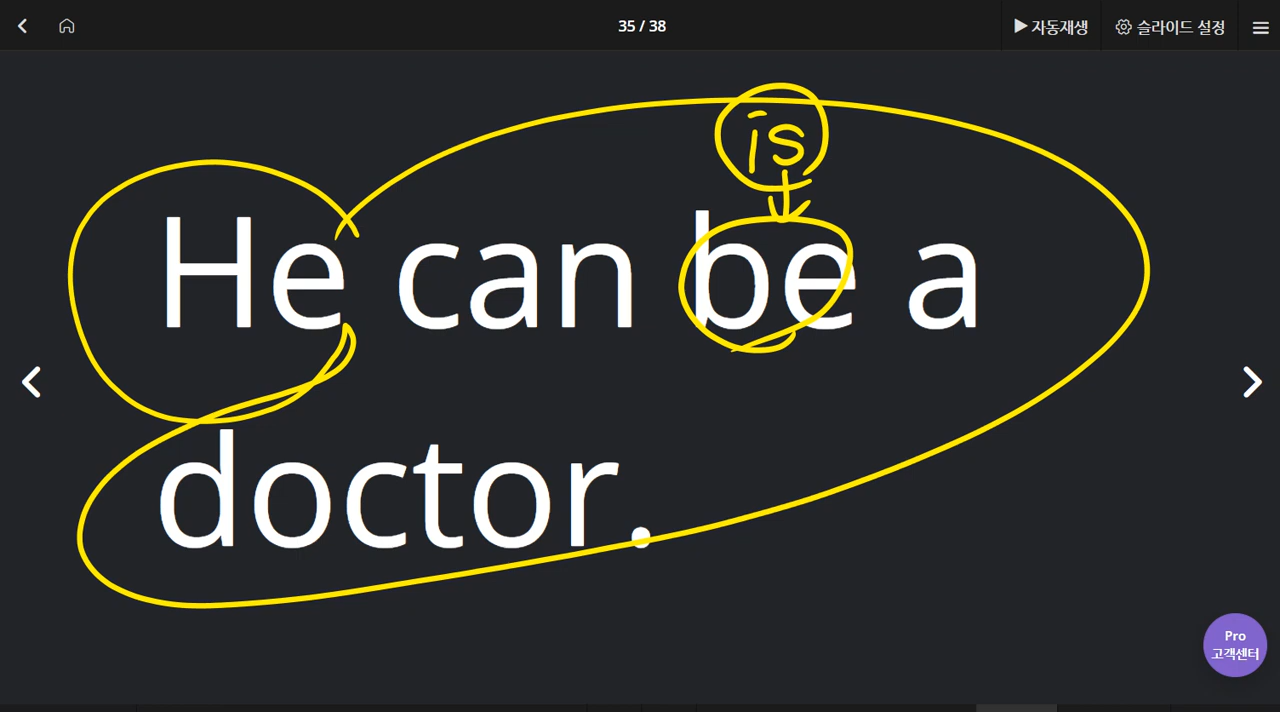 35 / 38
▶ 자동재생
슬라이드 설정
is
He can be a
doctor.
Pro
고객센터